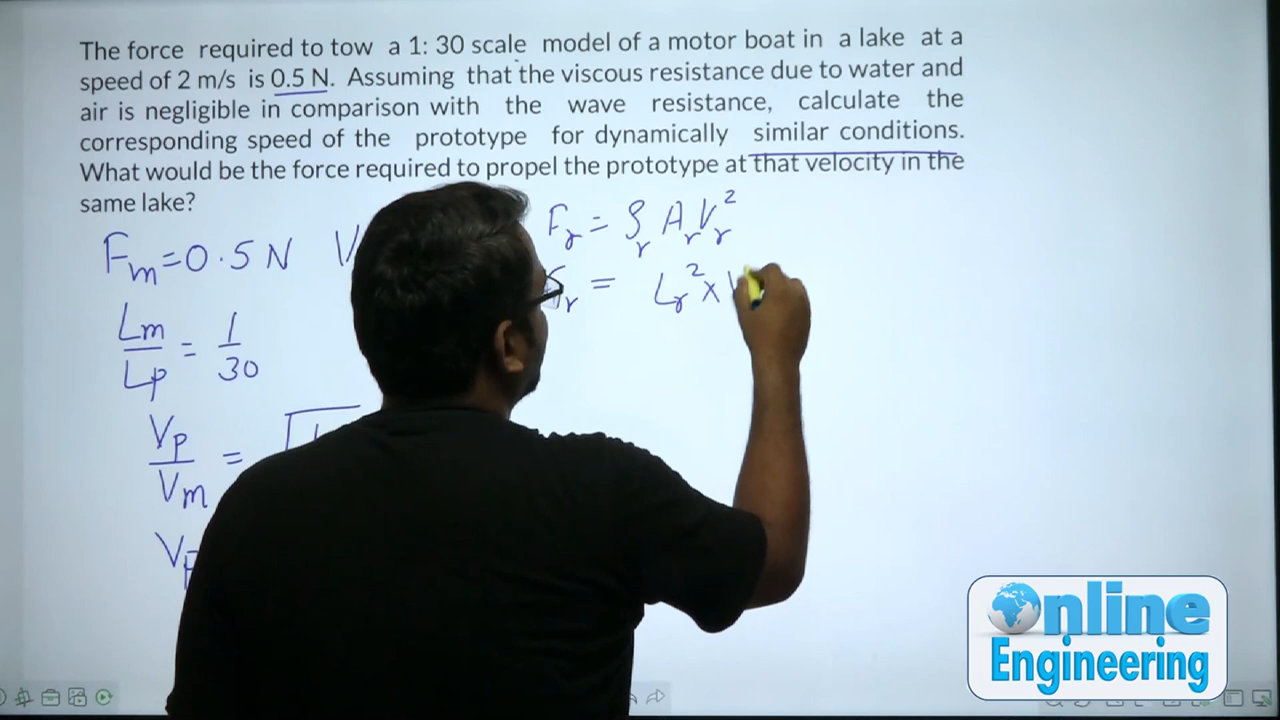 The force required to tow a 1: 30 scale model of a motor boat in a lake at a
speed of 2 m/s is 0.5 N. Assuming that the viscous resistance due to water and
air is negligible in comparison with the wave resistance, calculate the
corresponding speed of the prototype for dynamically similar conditions.
What would be the force required to propel the prototype at that velocity in the
same lake?
Fm = 0.5 N V
Lm/Lp = 1/30
Vp/Vm = √
Vp
Fr = ρr Ar Vr²
Fr = Lr² ×
Online
Engineering